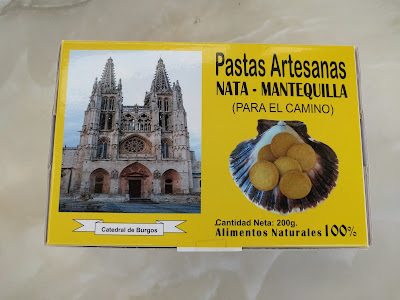 Pastas Artesanas
NATA - MANTEQUILLA
(PARA EL CAMINO)
Cantidad Neta: 200g.
Alimentos Naturales 100%
Catedral de Burgos